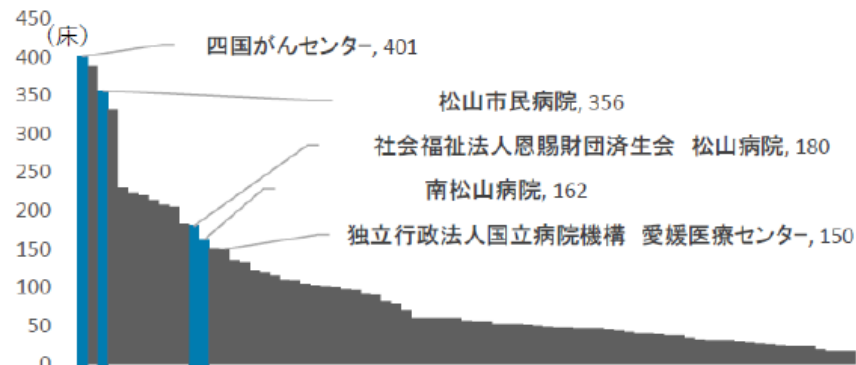 450
(床)
400
350
300
250
200
150
100
50
0
四国がんセンター, 401
松山市民病院, 356
社会福祉法人恩賜財団済生会 松山病院, 180
南松山病院, 162
独立行政法人国立病院機構 愛媛医療センター, 150